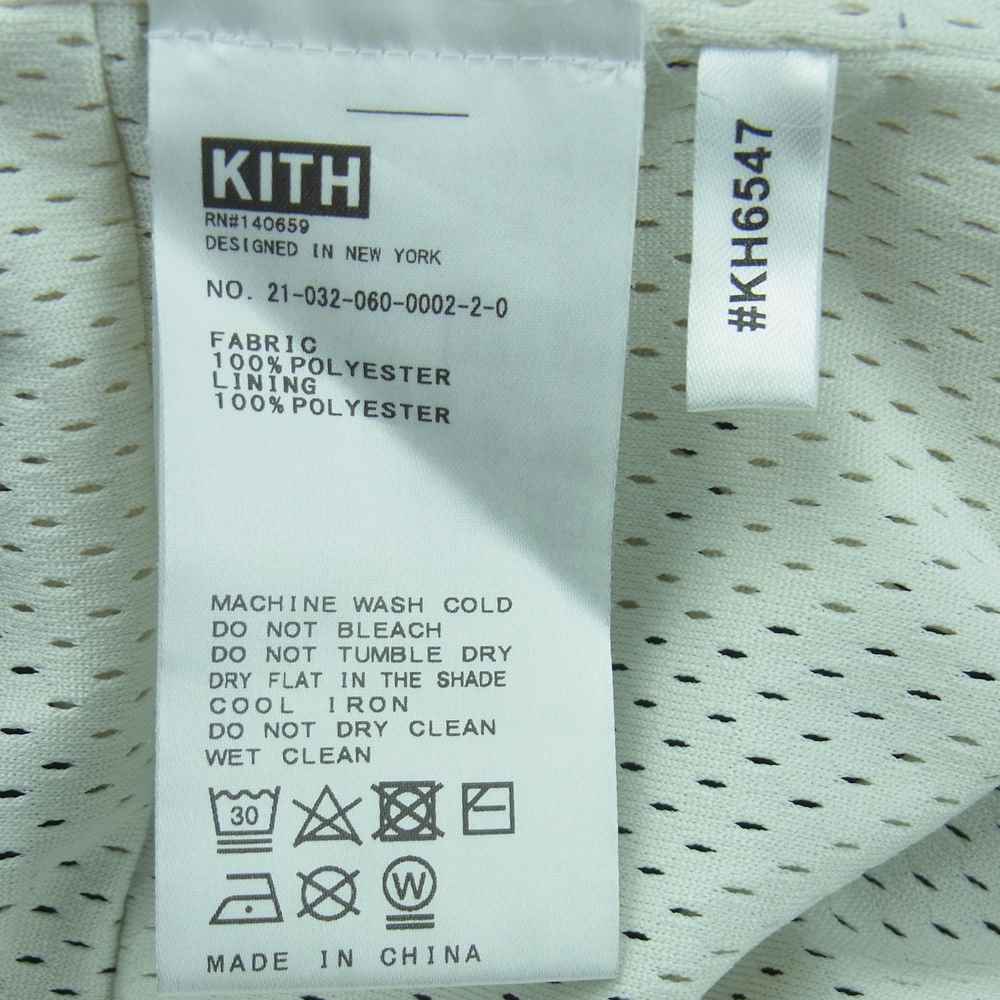 KITH
RN#140659
DESIGNED IN NEW YORK
NO. 21-032-060-0002-2-0
FABRIC
100% POLYESTER
LINING
100% POLYESTER
MACHINE WASH COLD
DO NOT BLEACH
DO NOT TUMBLE DRY
DRY FLAT IN THE SHADE
COOL IRON
DO NOT DRY CLEAN
WET CLEAN
30
W
MADE IN CHINA
#KH6547